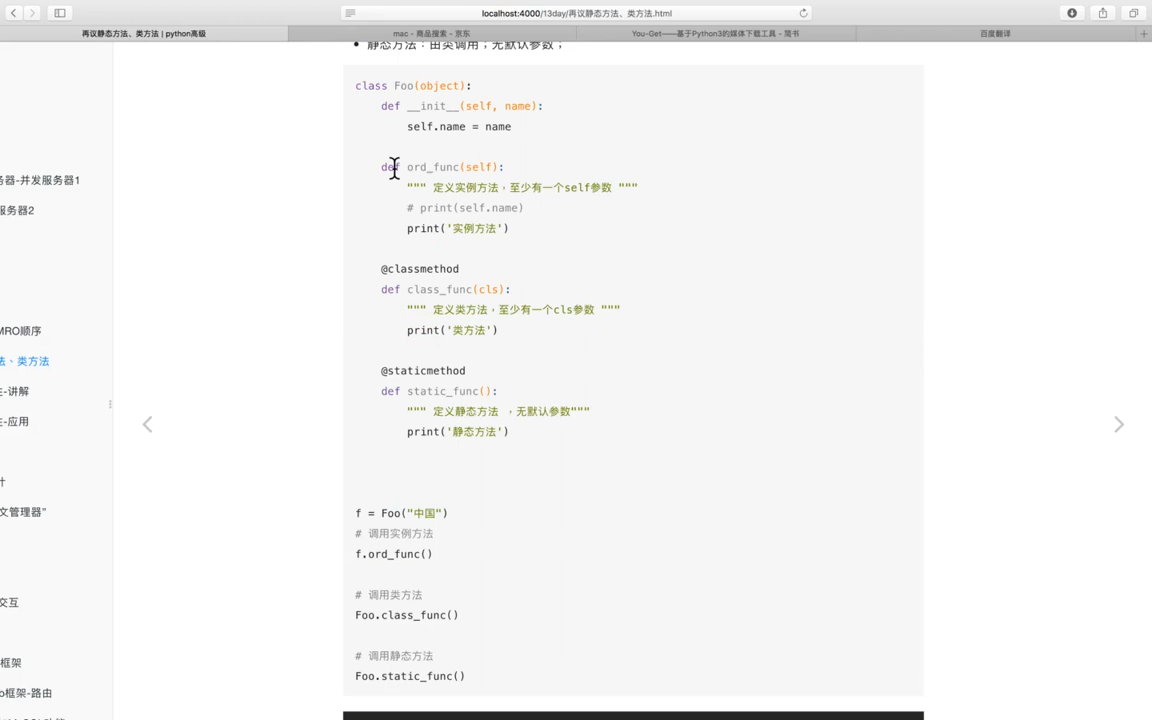 localhost:4000/13day/再议静态方法、类方法.html
再议静态方法、类方法 | python高级
mac - 商品搜索 - 京东
You-Get——基于Python3的媒体下载工具 - 简书
百度翻译
• 静态方法：由类调用；无默认参数；
class Foo(object):
def __init__(self, name):
self.name = name
def ord_func(self):
""" 定义实例方法，至少有一个self参数 """
# print(self.name)
print('实例方法')
@classmethod
def class_func(cls):
""" 定义类方法，至少有一个cls参数 """
print('类方法')
@staticmethod
def static_func():
""" 定义静态方法 ，无默认参数"""
print('静态方法')
f = Foo("中国")
# 调用实例方法
f.ord_func()
# 调用类方法
Foo.class_func()
# 调用静态方法
Foo.static_func()
务器-并发服务器1
服务器2
MRO顺序
法、类方法
生-讲解
生-应用
计
文管理器”
交互
框架
o框架-路由